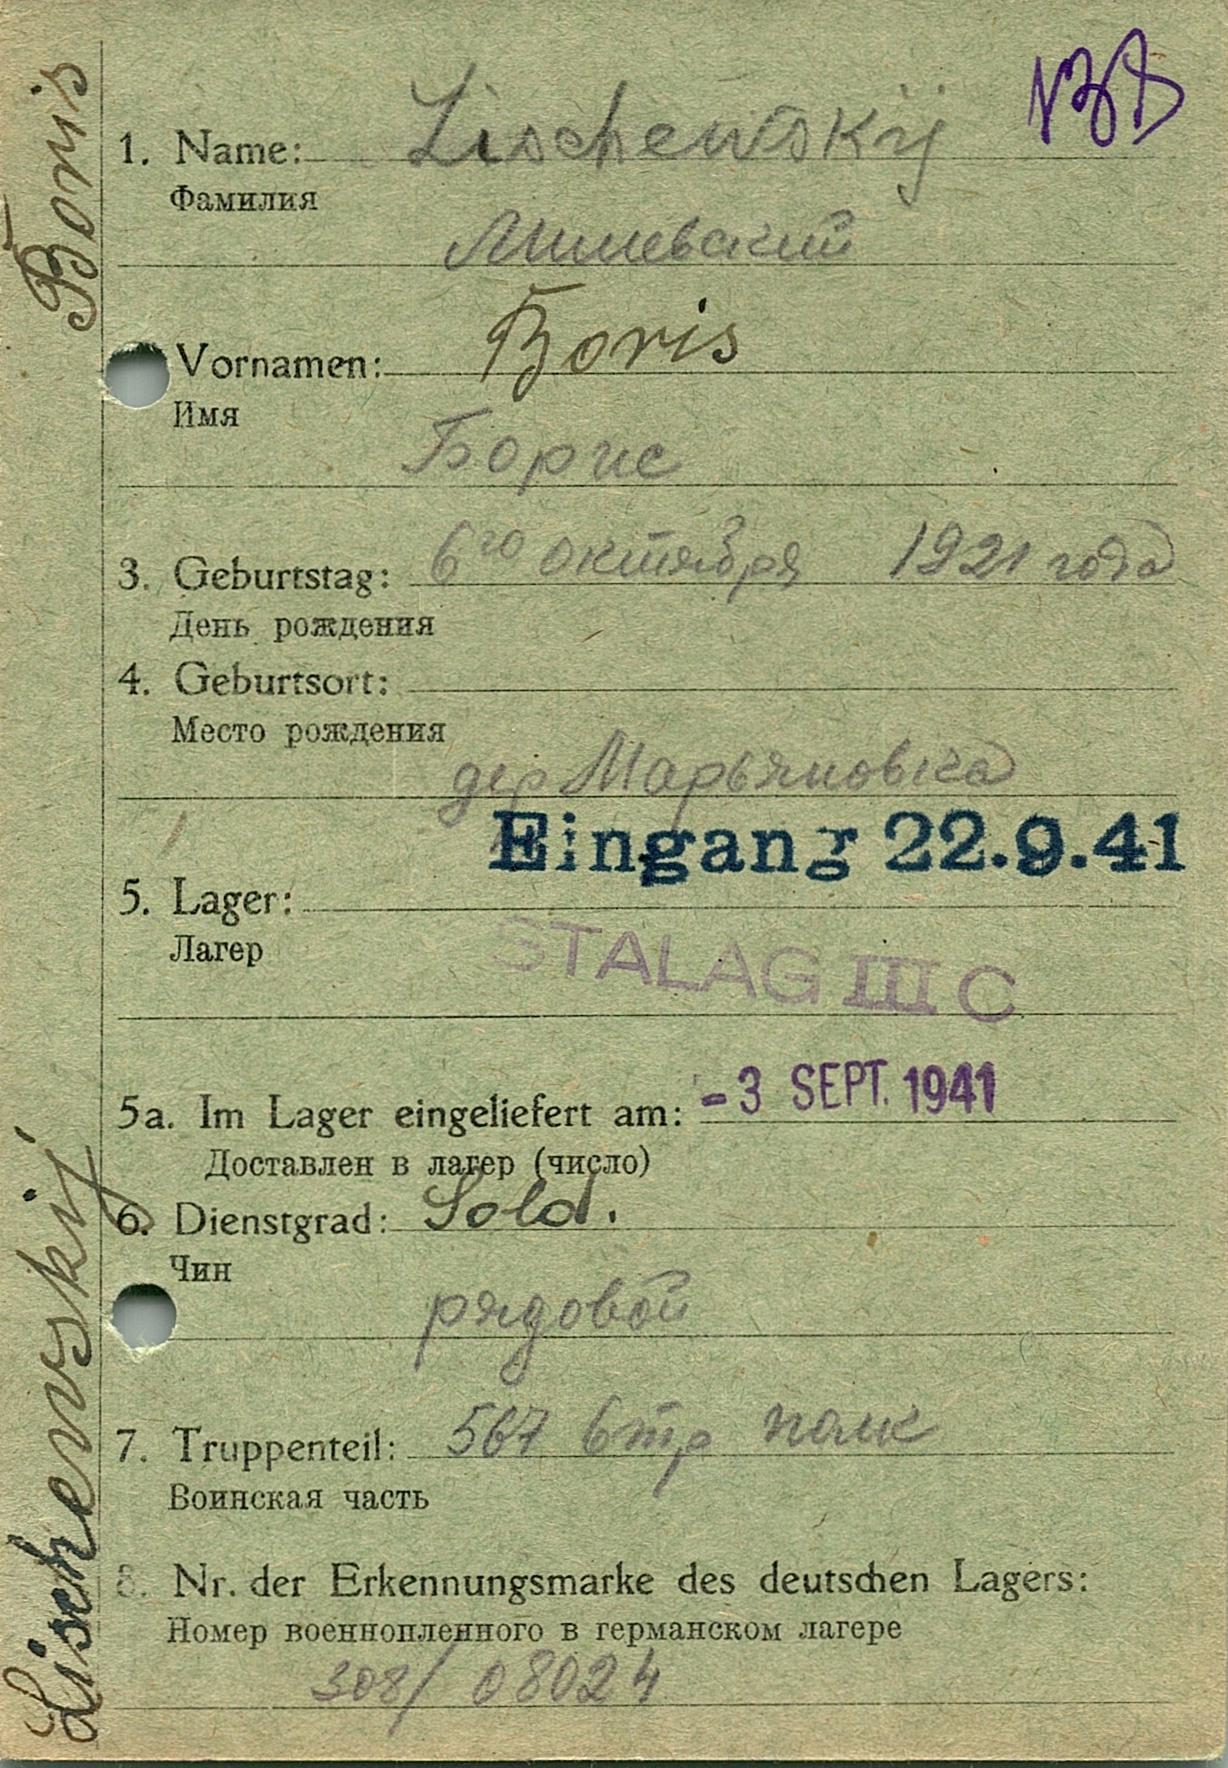 1. Name: Lischewskij
Фамилия
Лишевский
Vornamen: Boris
Имя
Борис
3. Geburtstag: 6го октября 1921 года
День рождения
4. Geburtsort:
Место рождения
дер Марьяновка
Eingang 22.9.41
5. Lager:
Лагер
STALAG III C
5a. Im Lager eingeliefert am: -3 SEPT. 1941
Доставлен в лагер (число)
6. Dienstgrad: Sold.
Чин
рядовой
7. Truppenteil: 567 стр полк
Воинская часть
8. Nr. der Erkennungsmarke des deutschen Lagers:
Номер военнопленного в германском лагере
308/ 08024
Lischewskij Boris